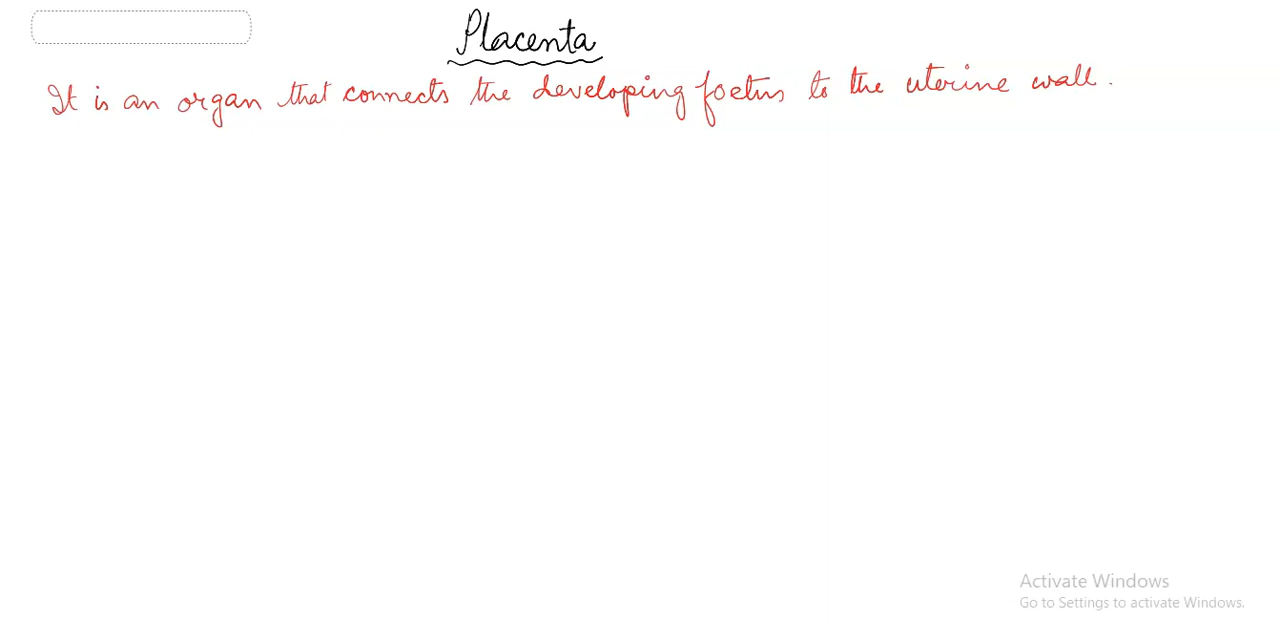 Placenta
It is an organ that connects the developing foetus to the uterine wall.
Activate Windows
Go to Settings to activate Windows.